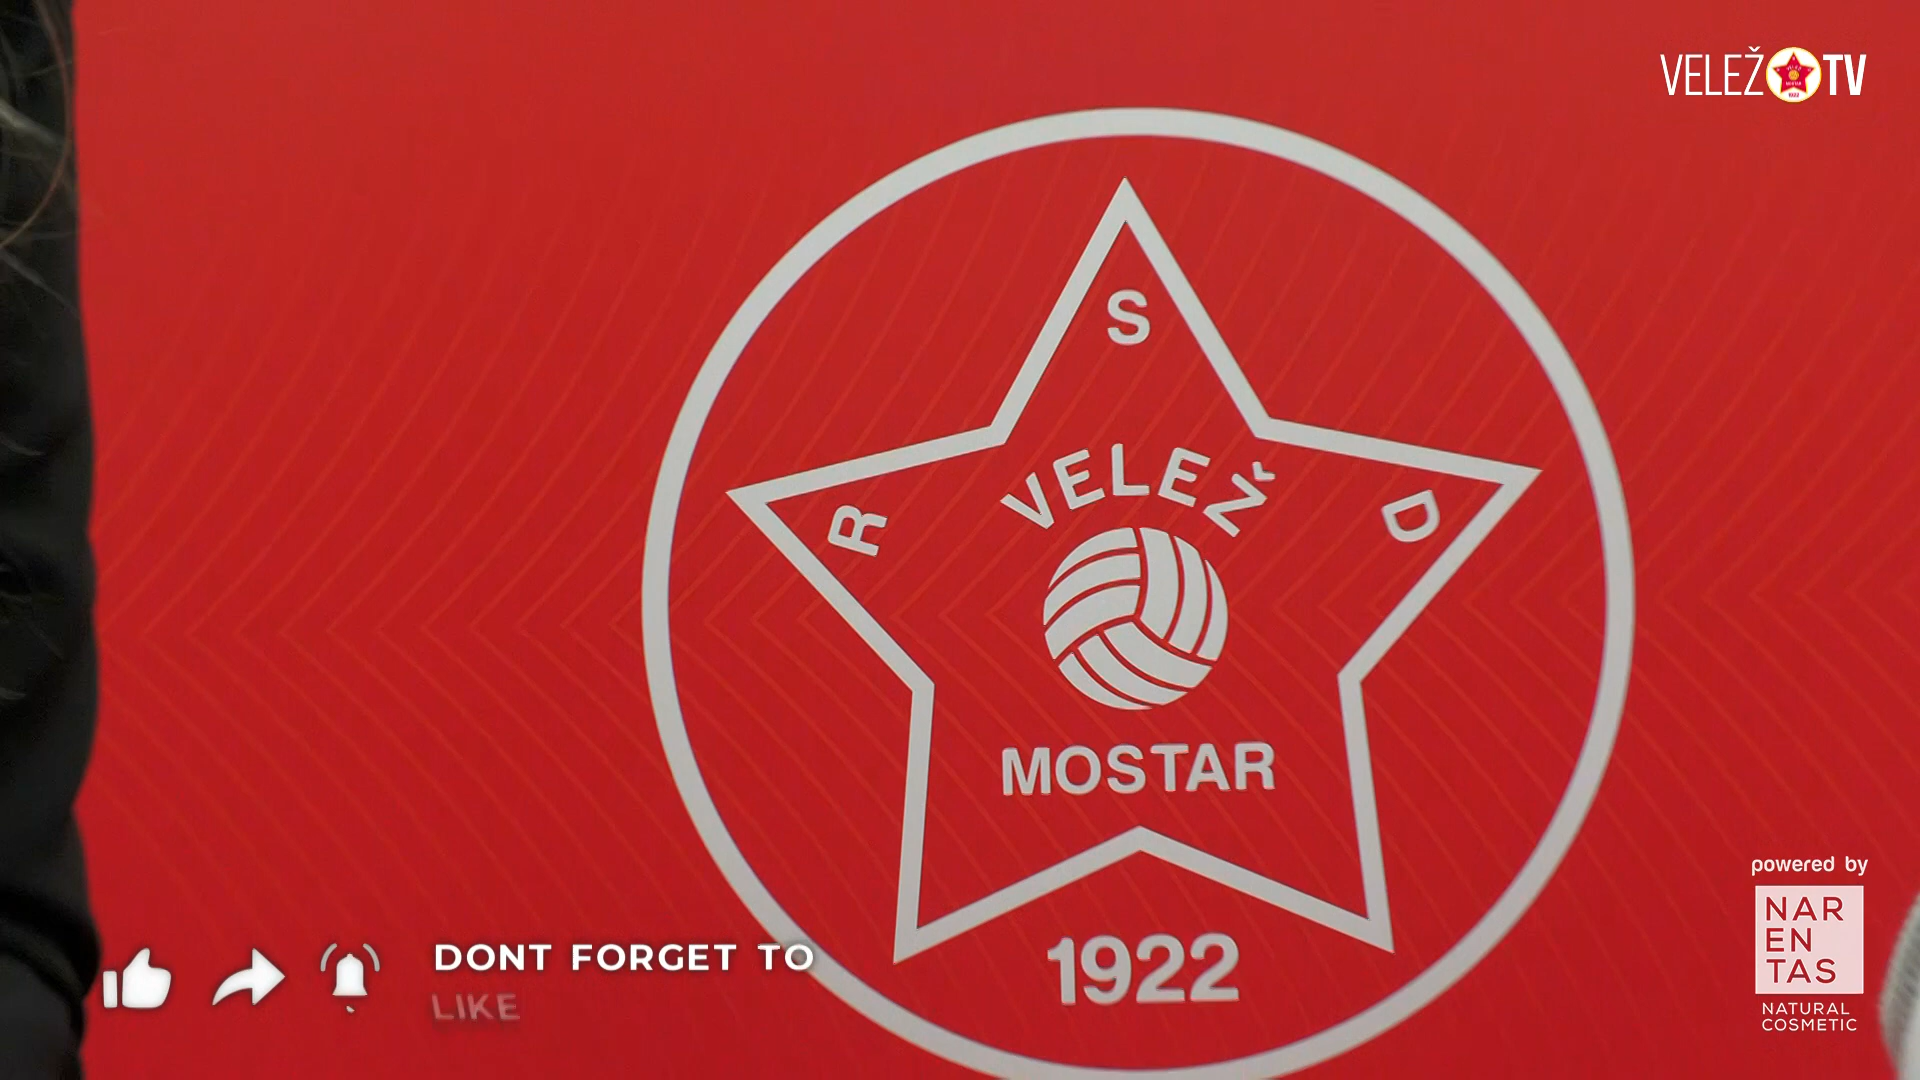 VELEŽ TV
S
R
D
VELEŽ
MOSTAR
1922
DONT FORGET TO
LIKE
powered by
NAR
EN
TAS
NATURAL
COSMETIC